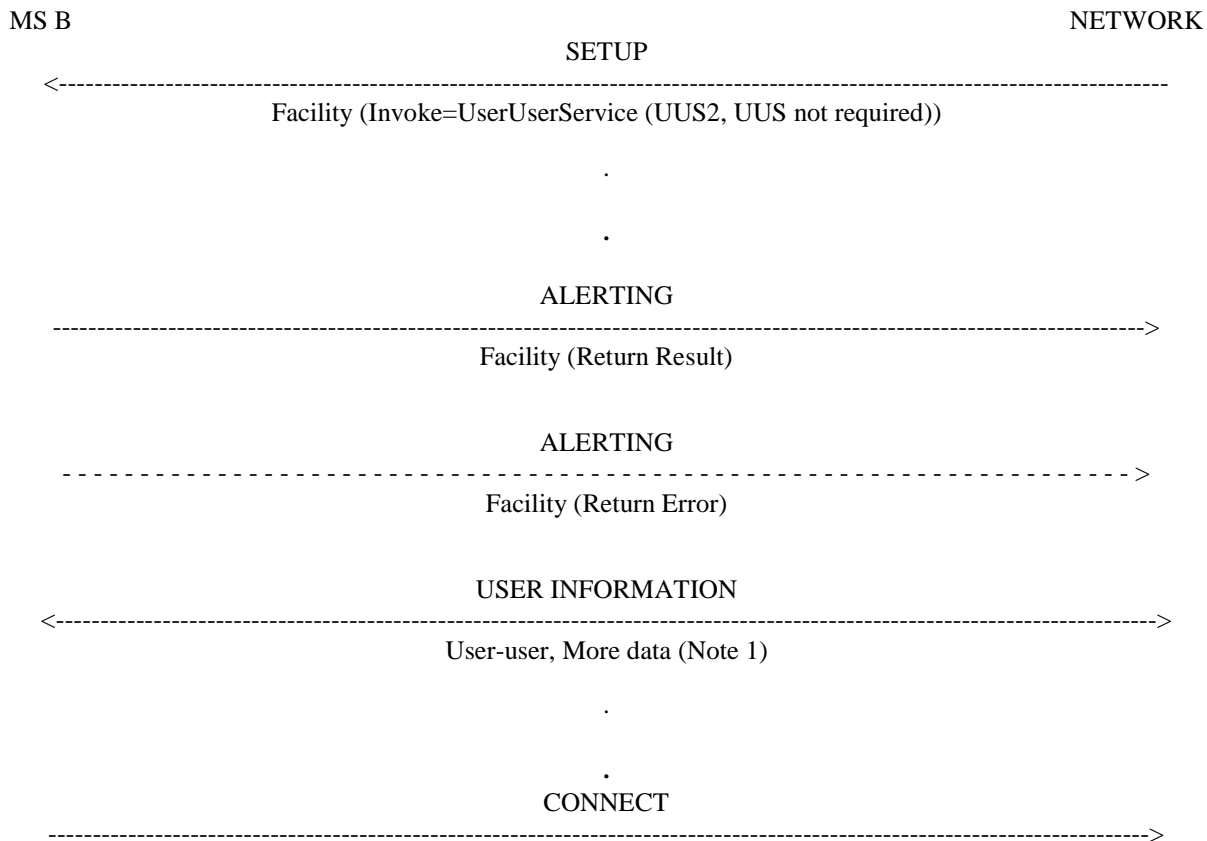 MS B NETWORK
SETUP
<------------------------------------------------------------------------------------------------------------------------------
Facility (Invoke=UserUserService (UUS2, UUS not required))
.
.
ALERTING
---------------------------------------------------------------------------------------------------------------------------->
Facility (Return Result)
ALERTING
- - - - - - - - - - - - - - - - - - - - - - - - - - - - - - - - - - - - - - - - - - - - - - - - - - - - - - - - - - - - - - - - - - - - - >
Facility (Return Error)
USER INFORMATION
<---------------------------------------------------------------------------------------------------------------------------->
User-user, More data (Note 1)
.
.
CONNECT
----------------------------------------------------------------------------------------------------------------------------->